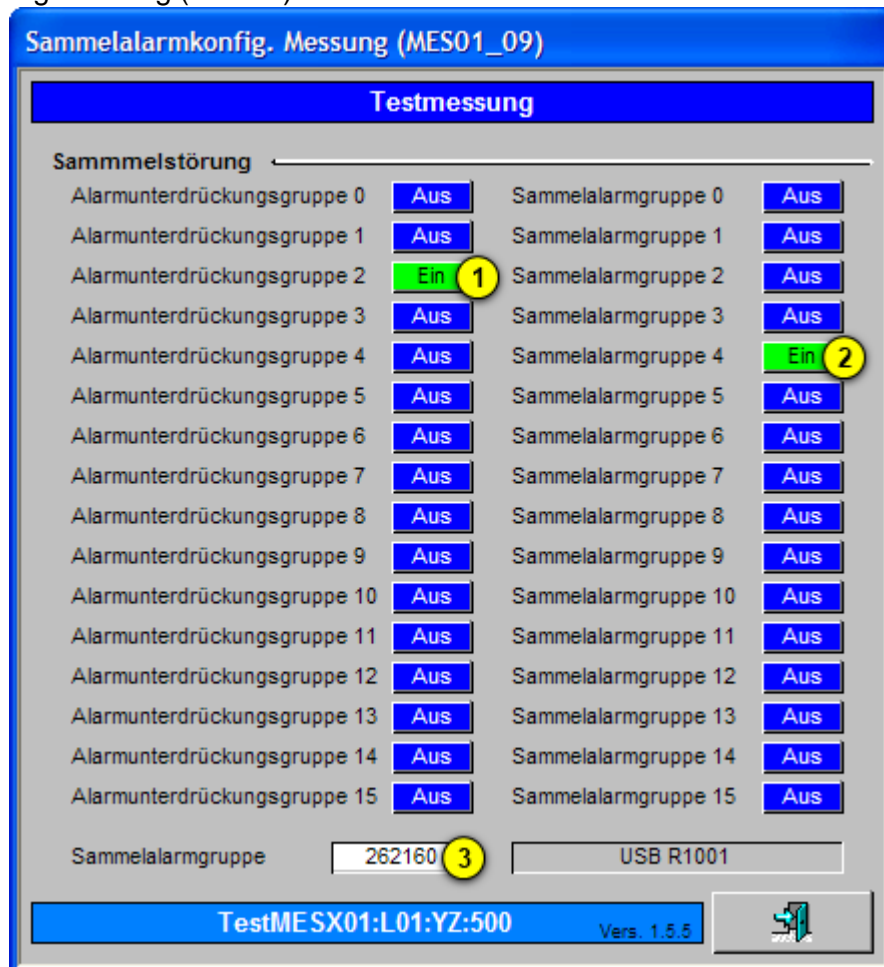 Sammelalarmkonfig. Messung (MES01_09)
Testmessung
Sammmelstörung
Alarmunterdrückungsgruppe 0 Aus Sammelalarmgruppe 0 Aus
Alarmunterdrückungsgruppe 1 Aus Sammelalarmgruppe 1 Aus
Alarmunterdrückungsgruppe 2 Ein 1 Sammelalarmgruppe 2 Aus
Alarmunterdrückungsgruppe 3 Aus Sammelalarmgruppe 3 Aus
Alarmunterdrückungsgruppe 4 Aus Sammelalarmgruppe 4 Ein 2
Alarmunterdrückungsgruppe 5 Aus Sammelalarmgruppe 5 Aus
Alarmunterdrückungsgruppe 6 Aus Sammelalarmgruppe 6 Aus
Alarmunterdrückungsgruppe 7 Aus Sammelalarmgruppe 7 Aus
Alarmunterdrückungsgruppe 8 Aus Sammelalarmgruppe 8 Aus
Alarmunterdrückungsgruppe 9 Aus Sammelalarmgruppe 9 Aus
Alarmunterdrückungsgruppe 10 Aus Sammelalarmgruppe 10 Aus
Alarmunterdrückungsgruppe 11 Aus Sammelalarmgruppe 11 Aus
Alarmunterdrückungsgruppe 12 Aus Sammelalarmgruppe 12 Aus
Alarmunterdrückungsgruppe 13 Aus Sammelalarmgruppe 13 Aus
Alarmunterdrückungsgruppe 14 Aus Sammelalarmgruppe 14 Aus
Alarmunterdrückungsgruppe 15 Aus Sammelalarmgruppe 15 Aus
Sammelalarmgruppe 262160 3 USB R1001
TestMESX01:L01:YZ:500 Vers. 1.5.5